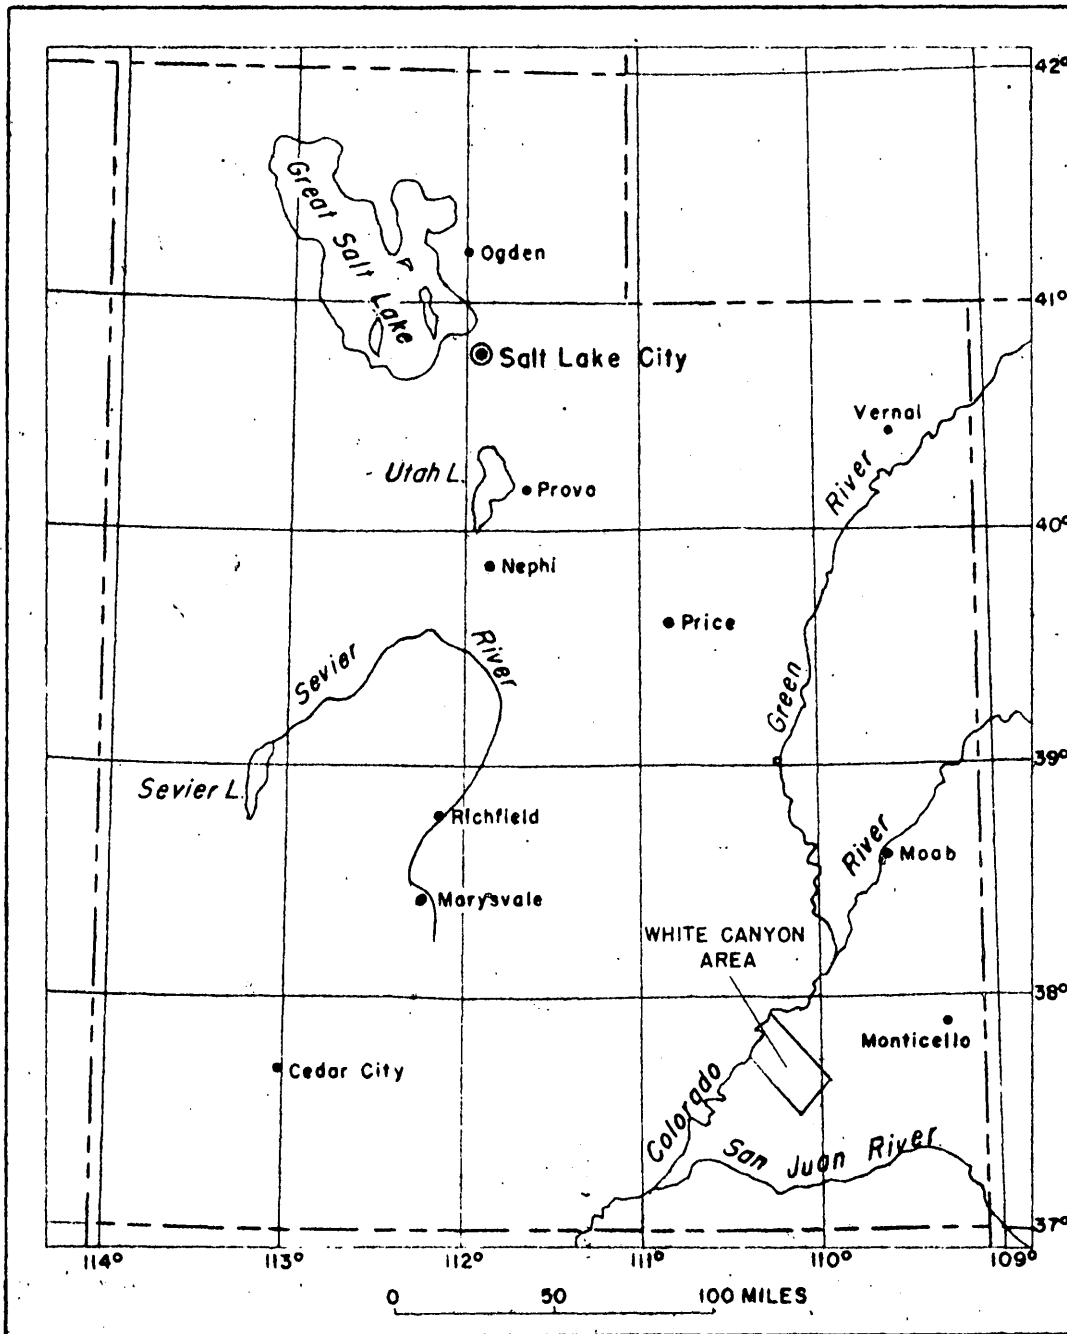 42°
Great Salt Lake
Ogden
41°
Salt Lake City
Vernal
Utah L.
Provo
Green River
40°
Nephi
Price
Sevier River
39°
Sevier L.
Richfield
River
Moab
Marysvale
WHITE CANYON
AREA
38°
Monticello
Cedar City
Colorado
San Juan River
37°
114° 113° 112° 111° 110° 109°
0 50 100 MILES